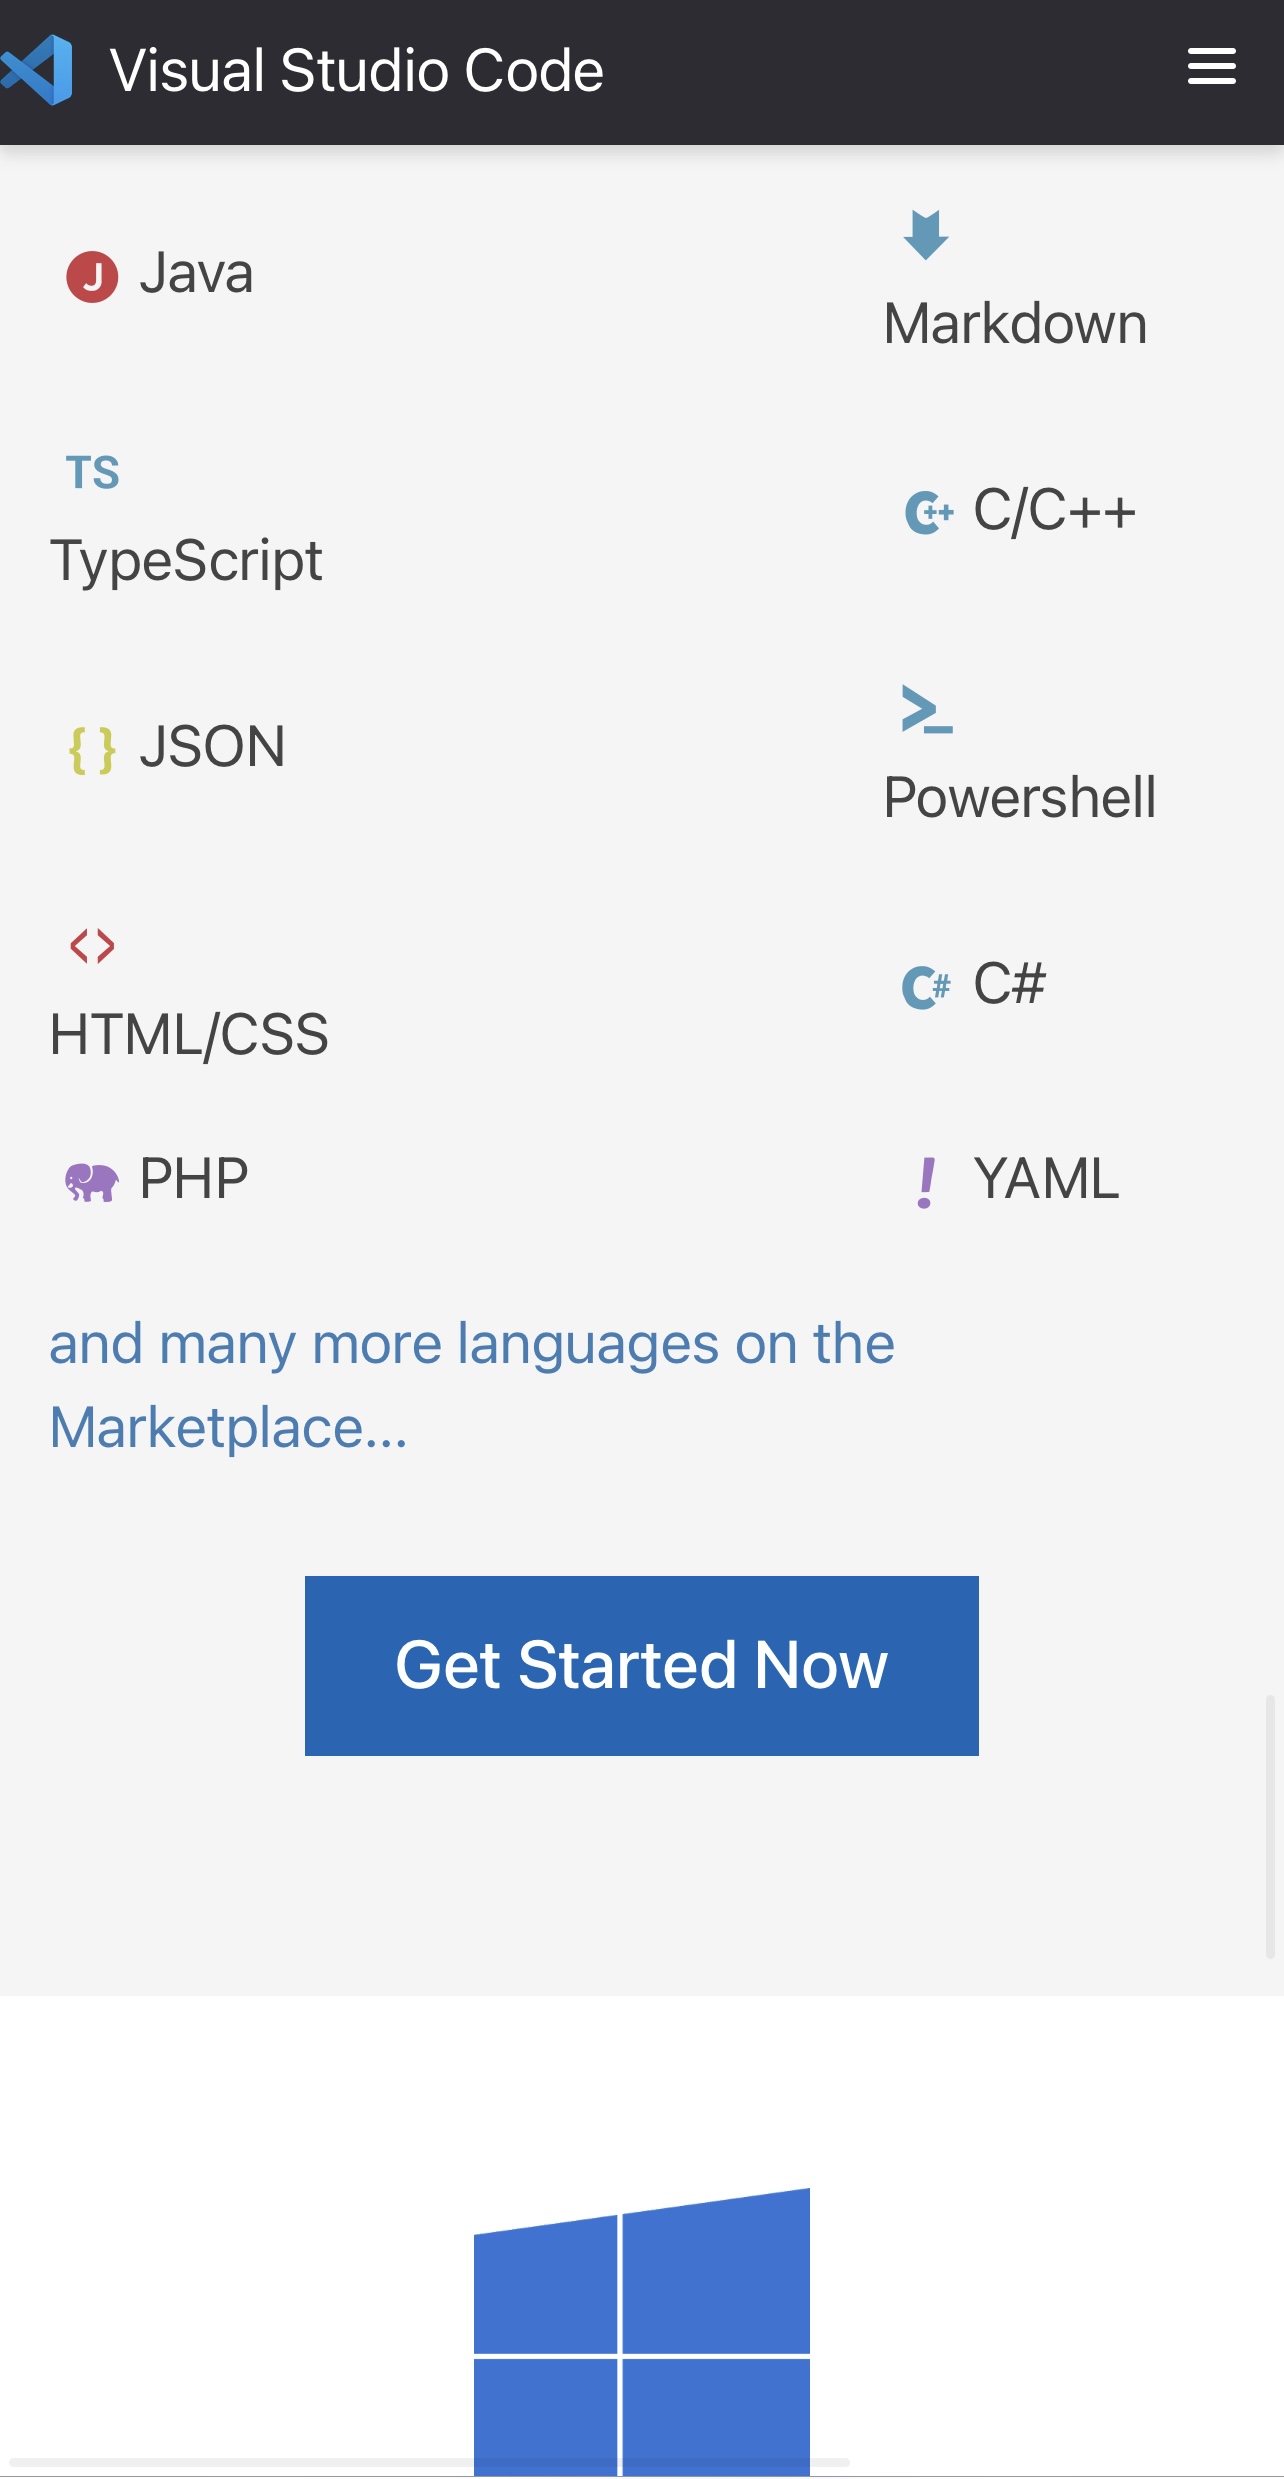 Visual Studio Code
J Java
Markdown
TS
TypeScript
C++ C/C++
{ } JSON
>_
Powershell
<>
HTML/CSS
C# C#
PHP
! YAML
and many more languages on the
Marketplace...
Get Started Now